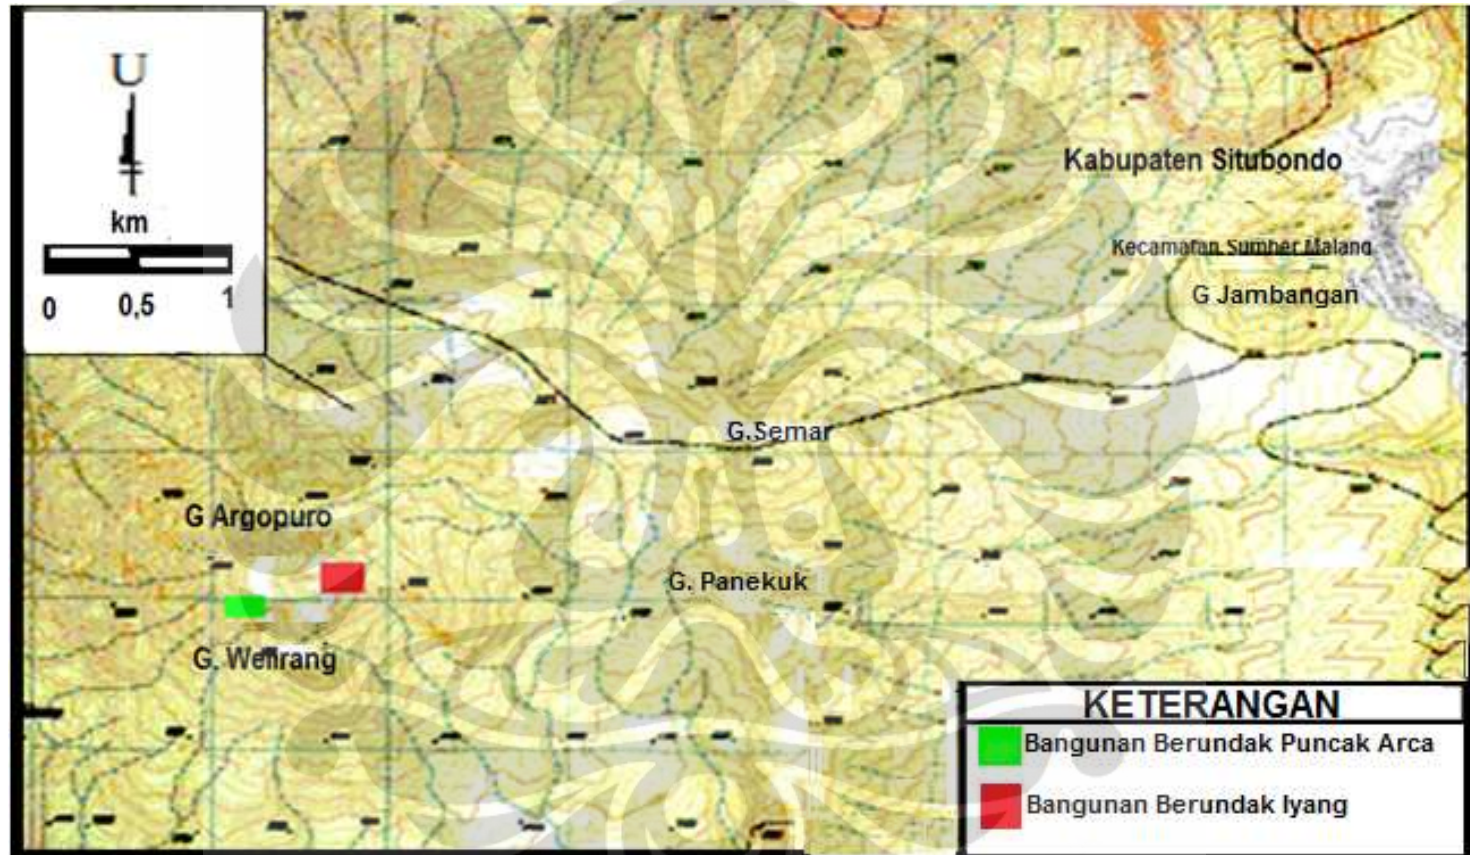 U
km
0 0,5 1
Kabupaten Situbondo
Kecamatan Sumber Malang
G Jambangan
G.Semar
G Argopuro
G. Panekuk
G. Welirang
KETERANGAN
Bangunan Berundak Puncak Arca
Bangunan Berundak Iyang